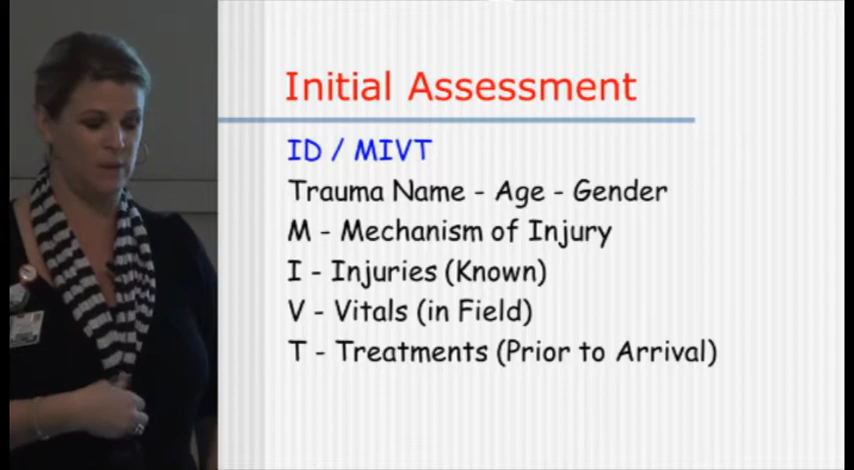 Initial Assessment
ID / MIVT
Trauma Name - Age - Gender
M - Mechanism of Injury
I - Injuries (Known)
V - Vitals (in Field)
T - Treatments (Prior to Arrival)